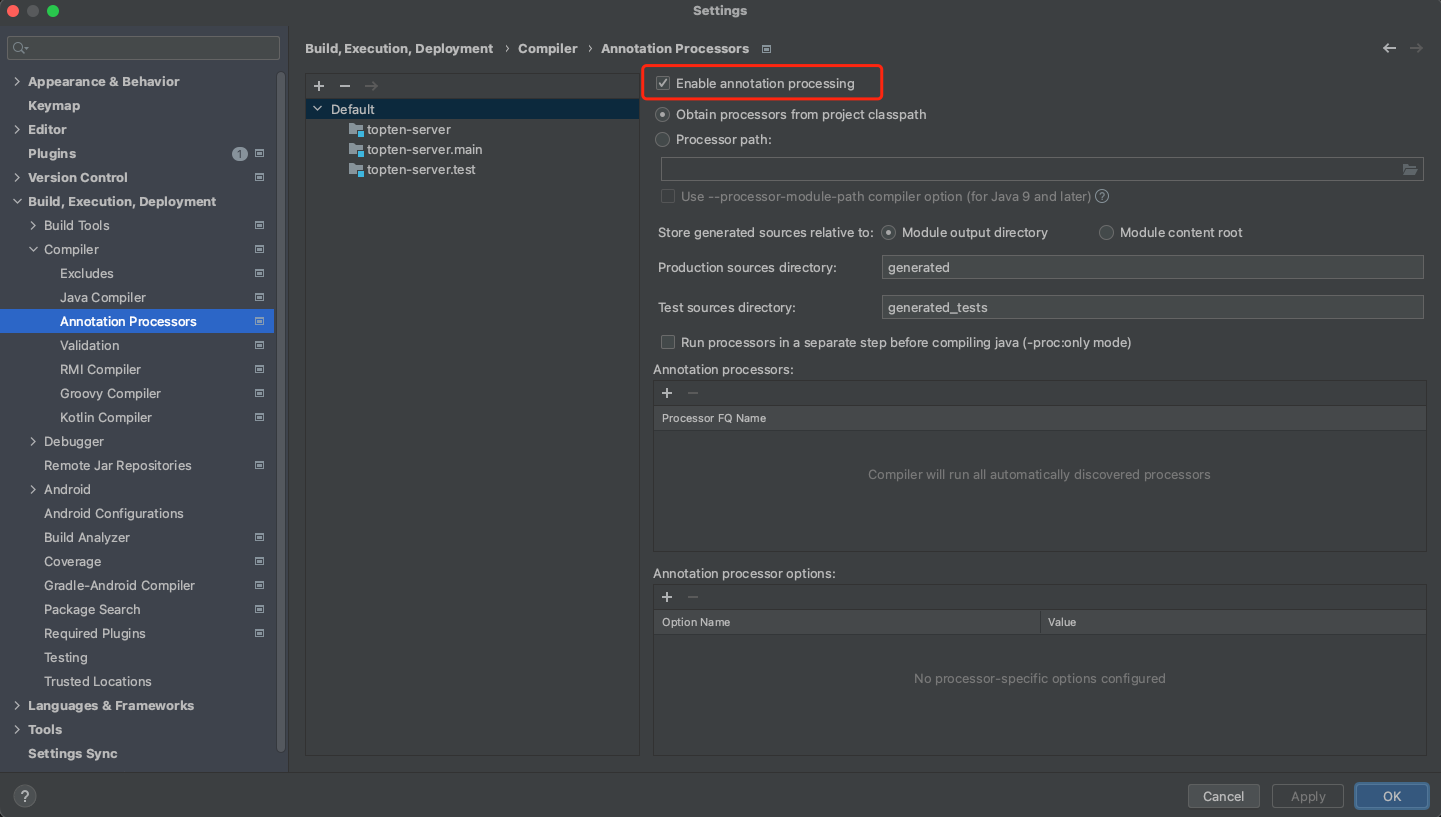 Settings
Appearance & Behavior
Keymap
Editor
Plugins 1
Version Control
Build, Execution, Deployment
Build Tools
Compiler
Excludes
Java Compiler
Annotation Processors
Validation
RMI Compiler
Groovy Compiler
Kotlin Compiler
Debugger
Remote Jar Repositories
Android
Android Configurations
Build Analyzer
Coverage
Gradle-Android Compiler
Package Search
Required Plugins
Testing
Trusted Locations
Languages & Frameworks
Tools
Settings Sync
Build, Execution, Deployment › Compiler › Annotation Processors
Default
topten-server
topten-server.main
topten-server.test
Enable annotation processing
Obtain processors from project classpath
Processor path:
Use --processor-module-path compiler option (for Java 9 and later) ?
Store generated sources relative to: Module output directory Module content root
Production sources directory: generated
Test sources directory: generated_tests
Run processors in a separate step before compiling java (-proc:only mode)
Annotation processors:
Processor FQ Name
Compiler will run all automatically discovered processors
Annotation processor options:
Option Name Value
No processor-specific options configured
? Cancel Apply OK